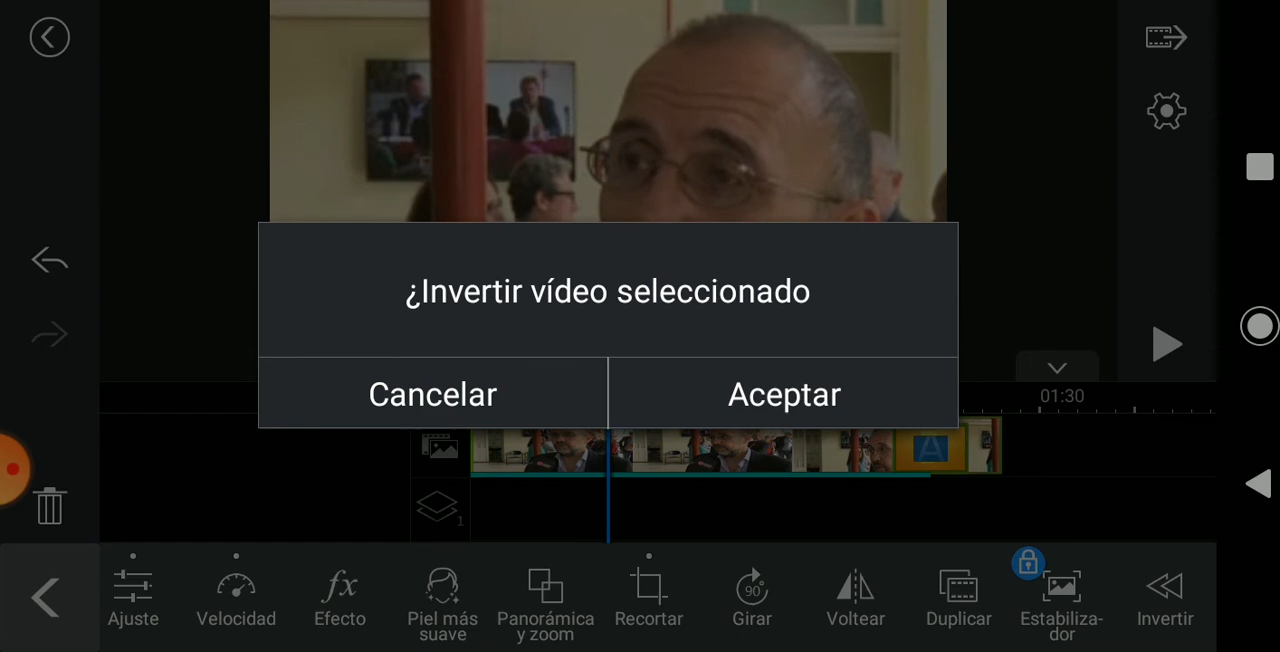 ¿Invertir vídeo seleccionado
Cancelar
Aceptar
01:30
A
1
Ajuste
Velocidad
fx
Efecto
Piel más
suave
Panorámica
y zoom
Recortar
90
Girar
Voltear
Duplicar
Estabiliza-
dor
Invertir